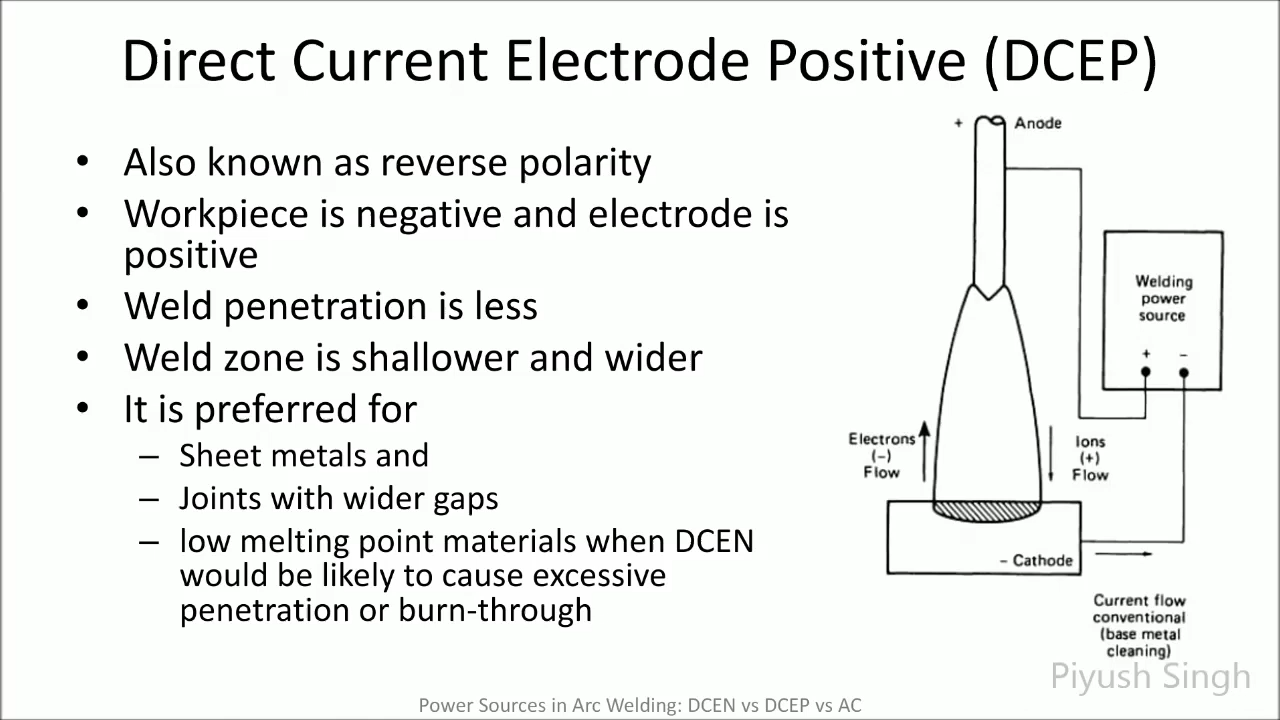 Direct Current Electrode Positive (DCEP)
• Also known as reverse polarity
• Workpiece is negative and electrode is
positive
• Weld penetration is less
• Weld zone is shallower and wider
• It is preferred for
– Sheet metals and
– Joints with wider gaps
– low melting point materials when DCEN
would be likely to cause excessive
penetration or burn-through
+ Anode
Welding
power
source
+ –
Electrons
(–)
Flow
Ions
(+)
Flow
– Cathode
Current flow
conventional
(base metal
cleaning)
Piyush Singh
Power Sources in Arc Welding: DCEN vs DCEP vs AC